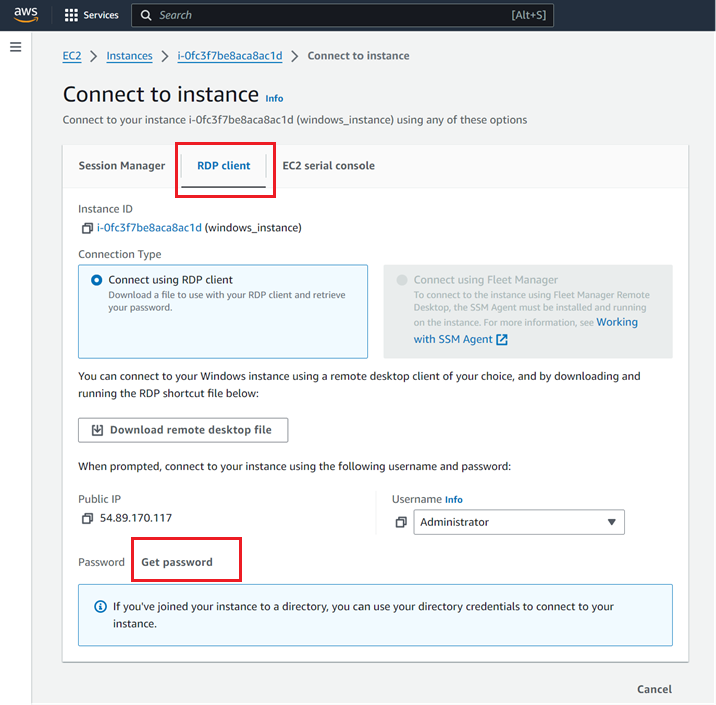 aws
Services
Search
[Alt+S]
EC2
Instances
i-0fc3f7be8aca8ac1d
Connect to instance
Connect to instance Info
Connect to your instance i-0fc3f7be8aca8ac1d (windows_instance) using any of these options
Session Manager
RDP client
EC2 serial console
Instance ID
i-0fc3f7be8aca8ac1d (windows_instance)
Connection Type
Connect using RDP client
Download a file to use with your RDP client and retrieve
your password.
Connect using Fleet Manager
To connect to the instance using Fleet Manager Remote
Desktop, the SSM Agent must be installed and running
on the instance. For more information, see Working
with SSM Agent
You can connect to your Windows instance using a remote desktop client of your choice, and by downloading and
running the RDP shortcut file below:
Download remote desktop file
When prompted, connect to your instance using the following username and password:
Public IP
54.89.170.117
Username Info
Administrator
Password
Get password
If you've joined your instance to a directory, you can use your directory credentials to connect to your
instance.
Cancel